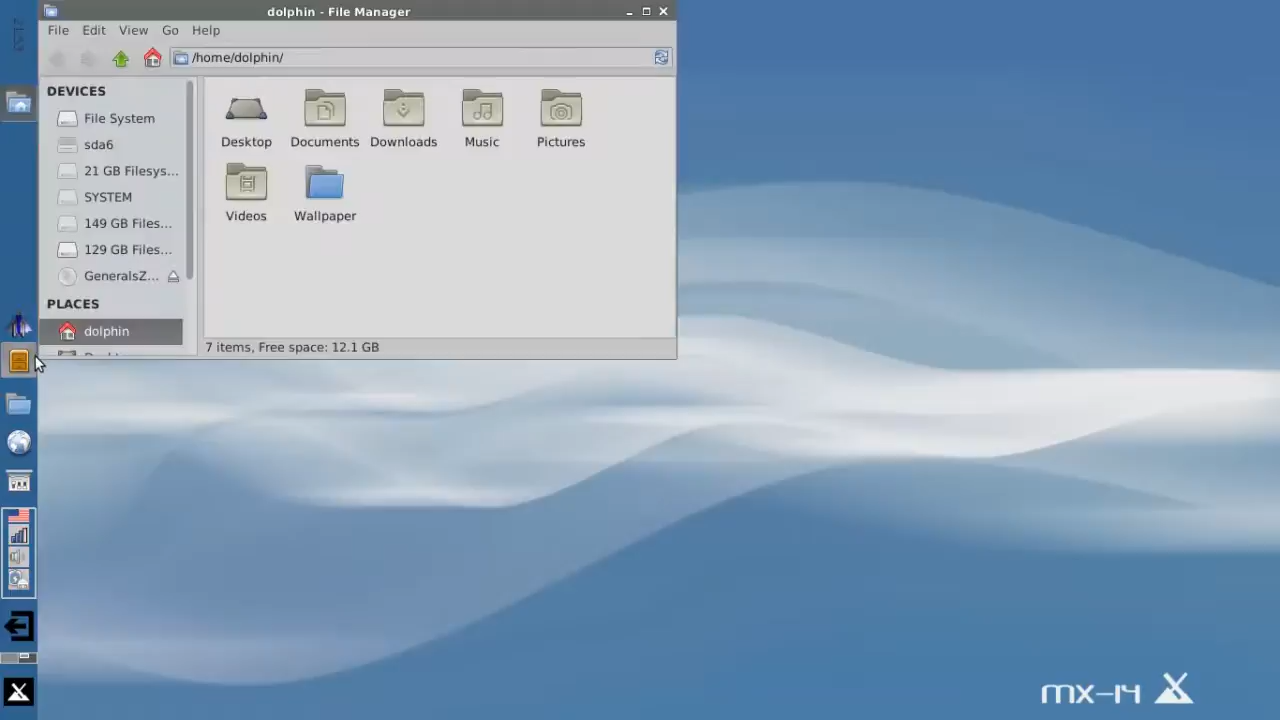 dolphin - File Manager
File Edit View Go Help
/home/dolphin/
DEVICES
File System
sda6
21 GB Filesys...
SYSTEM
149 GB Files...
129 GB Files...
GeneralsZ...
PLACES
dolphin
Desktop Documents Downloads Music Pictures
Videos Wallpaper
7 items, Free space: 12.1 GB
mx-14